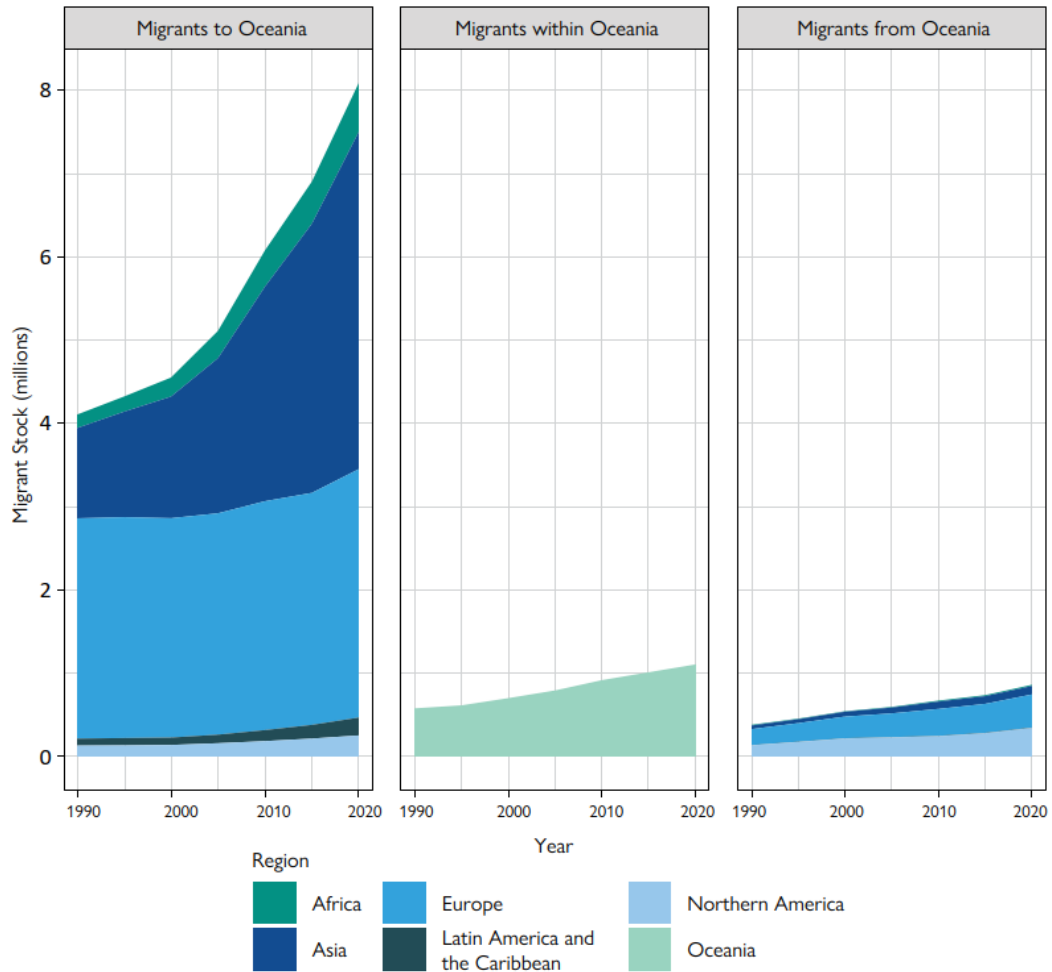 Migrants to Oceania
Migrants within Oceania
Migrants from Oceania
Migrant Stock (millions)
8
6
4
2
0
1990
2000
2010
2020
1990
2000
2010
2020
1990
2000
2010
2020
Year
Region
Africa
Europe
Northern America
Asia
Latin America and
the Caribbean
Oceania